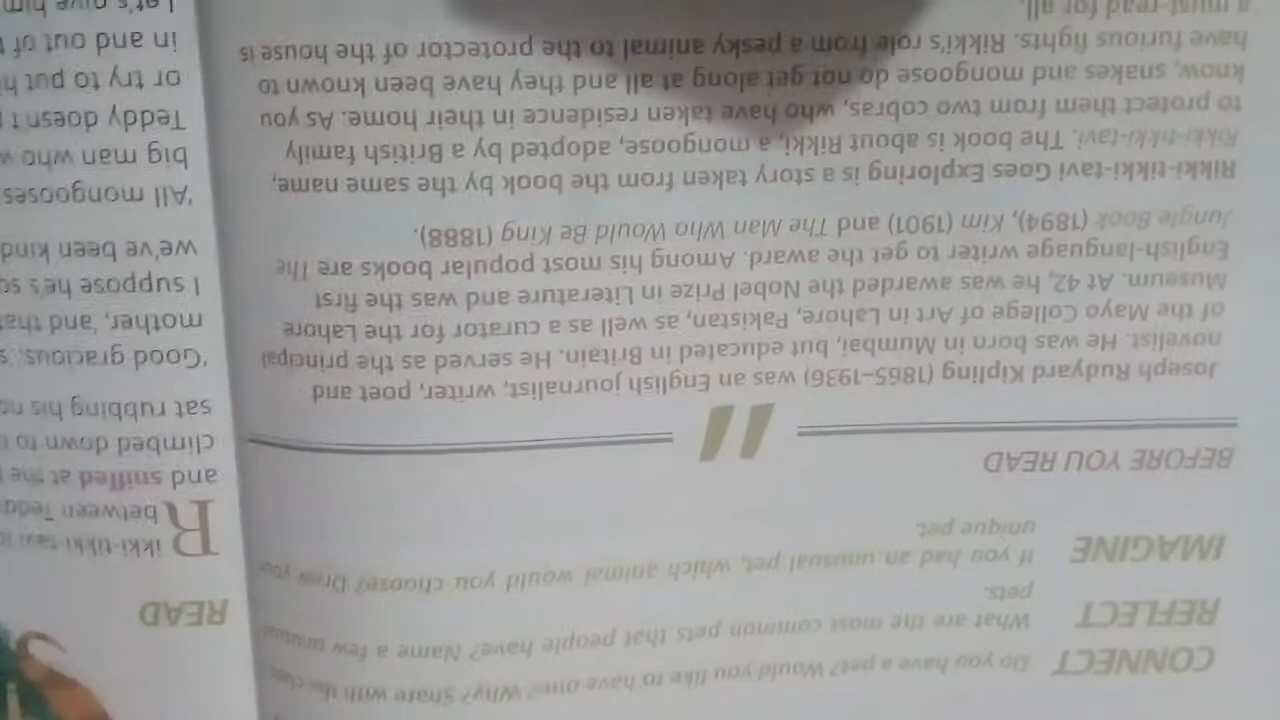 CONNECT Do you have a pet? Would you like to have one? Why? Share with the class
REFLECT What are the most common pets that people have? Name a few unusual
pets.
IMAGINE If you had an unusual pet, which animal would you choose? Draw your
unique pet.
BEFORE YOU READ
Joseph Rudyard Kipling (1865–1936) was an English journalist, writer, poet and
novelist. He was born in Mumbai, but educated in Britain. He served as the principal
of the Mayo College of Art in Lahore, Pakistan, as well as a curator for the Lahore
Museum. At 42, he was awarded the Nobel Prize in Literature and was the first
English-language writer to get the award. Among his most popular books are The
Jungle Book (1894), Kim (1901) and The Man Who Would Be King (1888).
Rikki-tikki-tavi Goes Exploring is a story taken from the book by the same name,
Rikki-tikki-tavi. The book is about Rikki, a mongoose, adopted by a British family
to protect them from two cobras, who have taken residence in their home. As you
know, snakes and mongoose do not get along at all and they have been known to
have furious fights. Rikki's role from a pesky animal to the protector of the house is
a must-read for all.
READ
Rikki-tikki-tavi
between
and sniffed at the
climbed down to
sat rubbing his
'Good gracious,'
mother, 'and that
I suppose he's
we've been kind
'All mongooses
big man who
Teddy doesn't
or try to put
in and out of
Let's give him